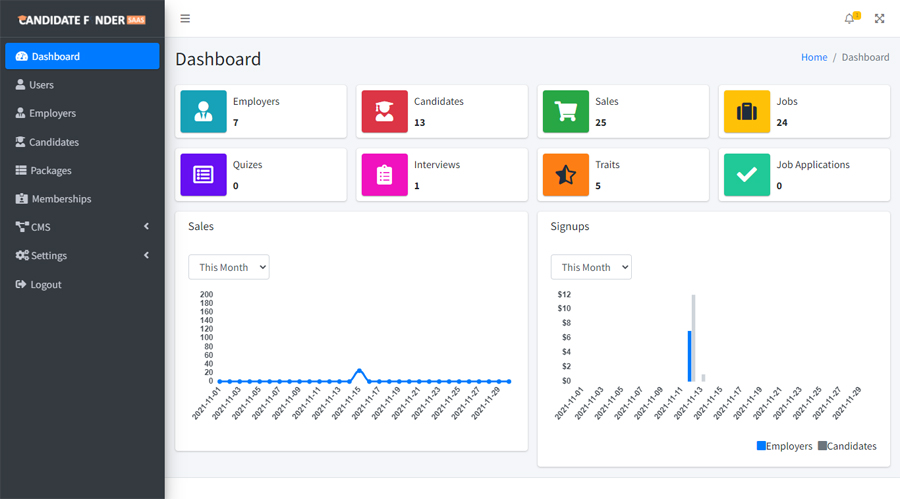 CANDIDATE F NDER SAAS
Dashboard
Users
Employers
Candidates
Packages
Memberships
CMS
Settings
Logout
1
Dashboard
Home / Dashboard
Employers
7
Candidates
13
Sales
25
Jobs
24
Quizes
0
Interviews
1
Traits
5
Job Applications
0
Sales
This Month
200
180
160
140
120
100
80
60
40
20
0
2021-11-01
2021-11-03
2021-11-05
2021-11-07
2021-11-09
2021-11-11
2021-11-13
2021-11-15
2021-11-17
2021-11-19
2021-11-21
2021-11-23
2021-11-25
2021-11-27
2021-11-29
Signups
This Month
$12
$10
$8
$6
$4
$2
$0
2021-11-01
2021-11-03
2021-11-05
2021-11-07
2021-11-09
2021-11-11
2021-11-13
2021-11-15
2021-11-17
2021-11-19
2021-11-21
2021-11-23
2021-11-25
2021-11-27
2021-11-29
Employers Candidates